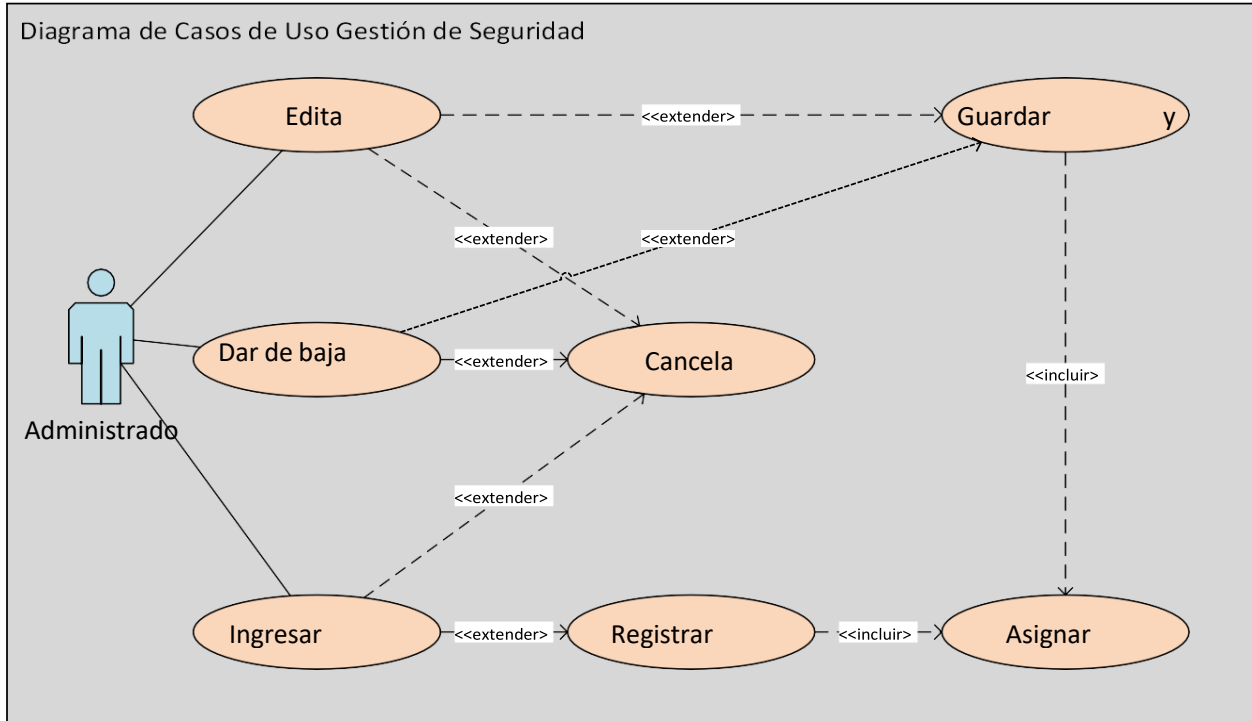 Diagrama de Casos de Uso Gestión de Seguridad
Edita
<<extender>
Guardar y
<<extender>
<<extender>
Dar de baja
<<extender>
Cancela
<<incluir>
Administrado
<<extender>
Ingresar
<<extender>
Registrar
<<incluir>
Asignar